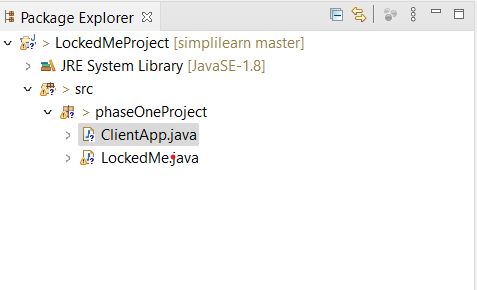 Package Explorer
> LockedMeProject [simplilearn master]
JRE System Library [JavaSE-1.8]
> src
> phaseOneProject
> ClientApp.java
> LockedMe.java